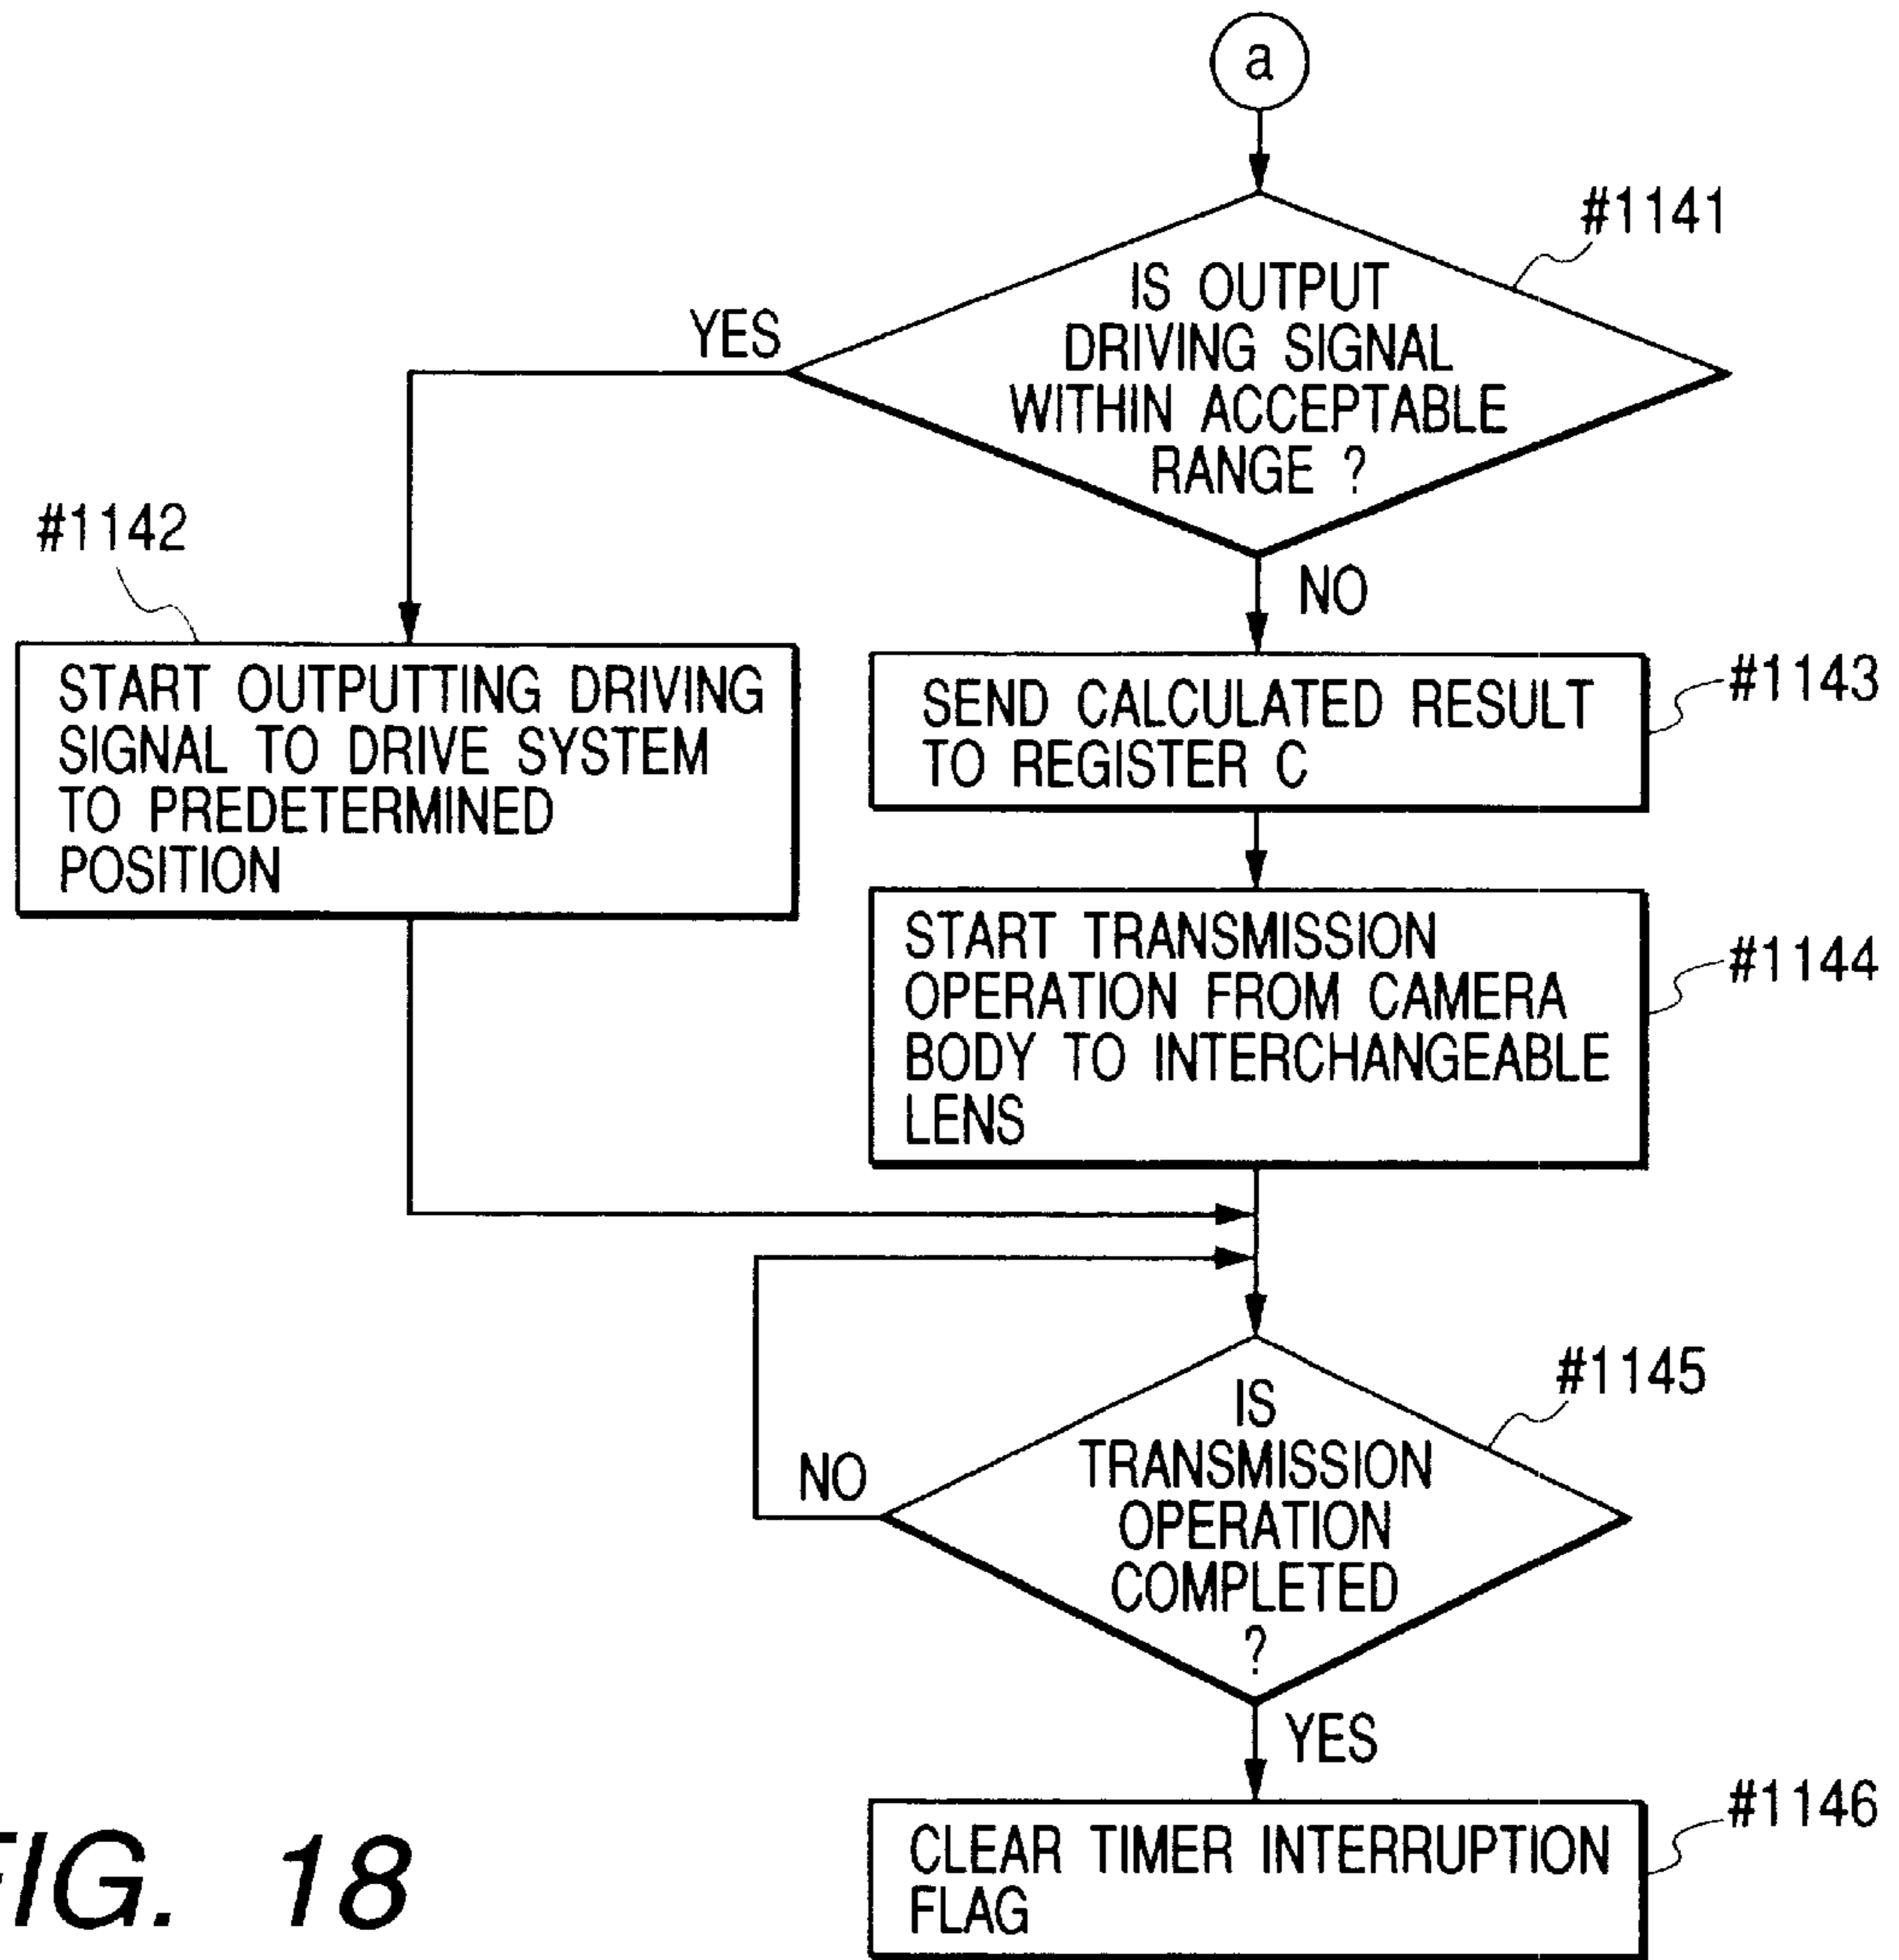 a
#1141
IS OUTPUT
DRIVING SIGNAL
WITHIN ACCEPTABLE
RANGE ?
YES
NO
#1142
START OUTPUTTING DRIVING
SIGNAL TO DRIVE SYSTEM
TO PREDETERMINED
POSITION
#1143
SEND CALCULATED RESULT
TO REGISTER C
#1144
START TRANSMISSION
OPERATION FROM CAMERA
BODY TO INTERCHANGEABLE
LENS
#1145
IS
TRANSMISSION
OPERATION
COMPLETED
?
NO
YES
#1146
CLEAR TIMER INTERRUPTION
FLAG
FIG. 18